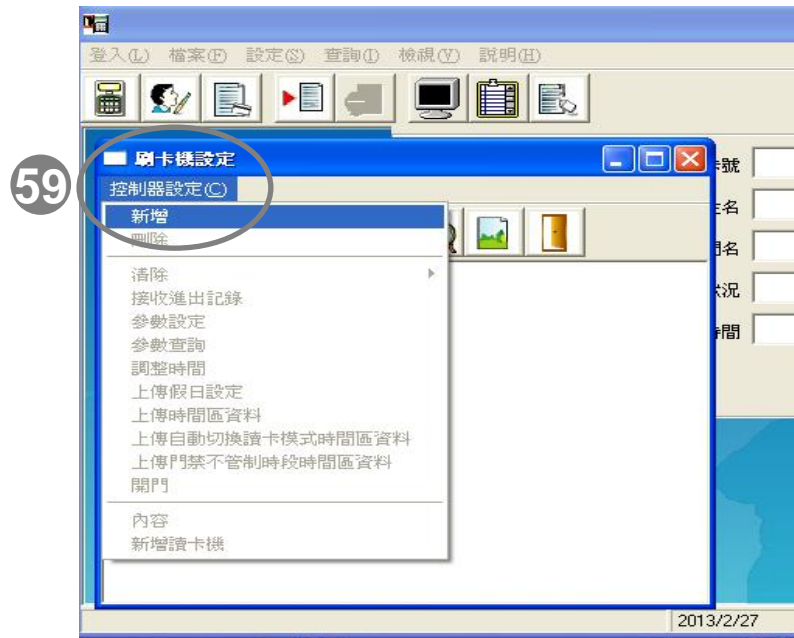 登入(L) 檔案(F) 設定(S) 查詢(I) 檢視(V) 說明(H)
刷卡機設定
59
控制器設定(C)
新增
刪除
清除
接收進出記錄
參數設定
參數查詢
調整時間
上傳假日設定
上傳時間區資料
上傳自動切換讀卡模式時間區資料
上傳門禁不管制時段時間區資料
開門
內容
新增讀卡機
號
名
名
況
間
2013/2/27